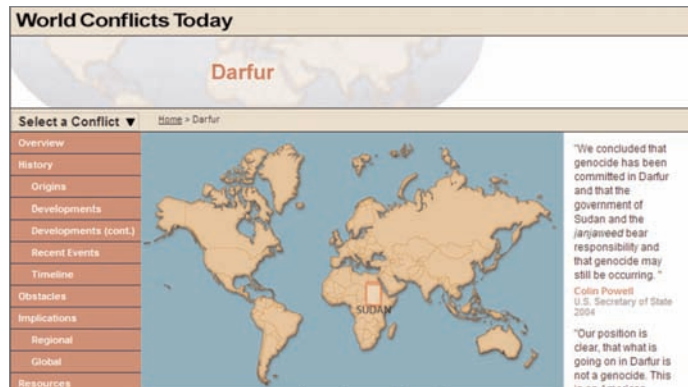 World Conflicts Today
Darfur
Select a Conflict ▼
Home > Darfur
Overview
History
Origins
Developments
Developments (cont.)
Recent Events
Timeline
Obstacles
Implications
Regional
Global
Resources
SUDAN
"We concluded that
genocide has been
committed in Darfur
and that the
government of
Sudan and the
janjaweed bear
responsibility and
that genocide may
still be occurring. "
Colin Powell
U.S. Secretary of State
2004
"Our position is
clear, that what is
going on in Darfur is
not a genocide. This